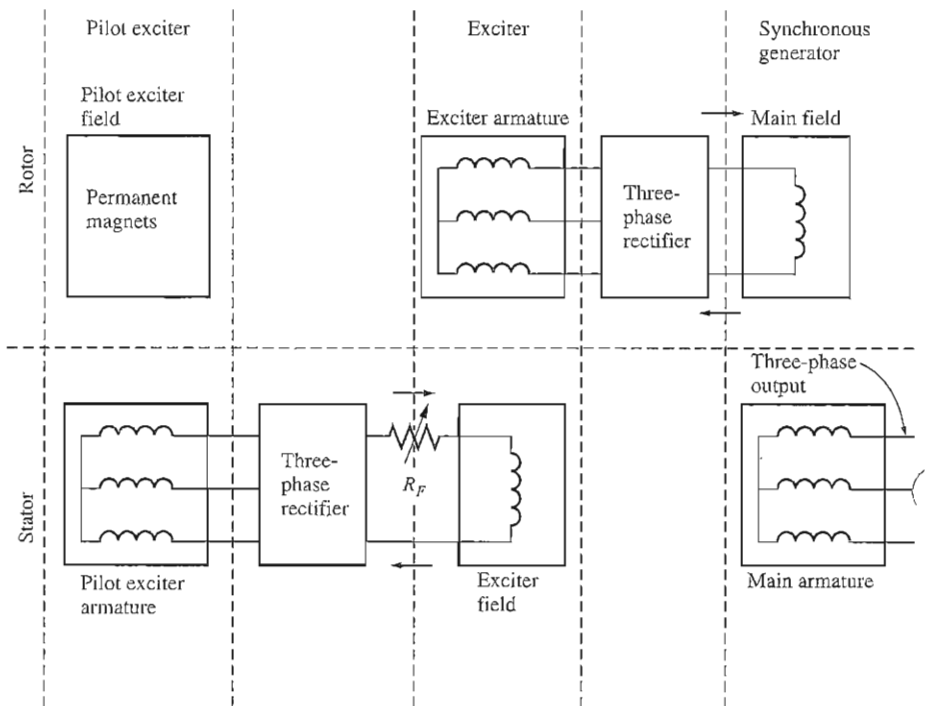 Pilot exciter
Exciter
Synchronous
generator
Rotor
Pilot exciter
field
Permanent
magnets
Exciter armature
Three-
phase
rectifier
Main field
Stator
Three-
phase
rectifier
R_F
Pilot exciter
armature
Exciter
field
Three-phase
output
Main armature